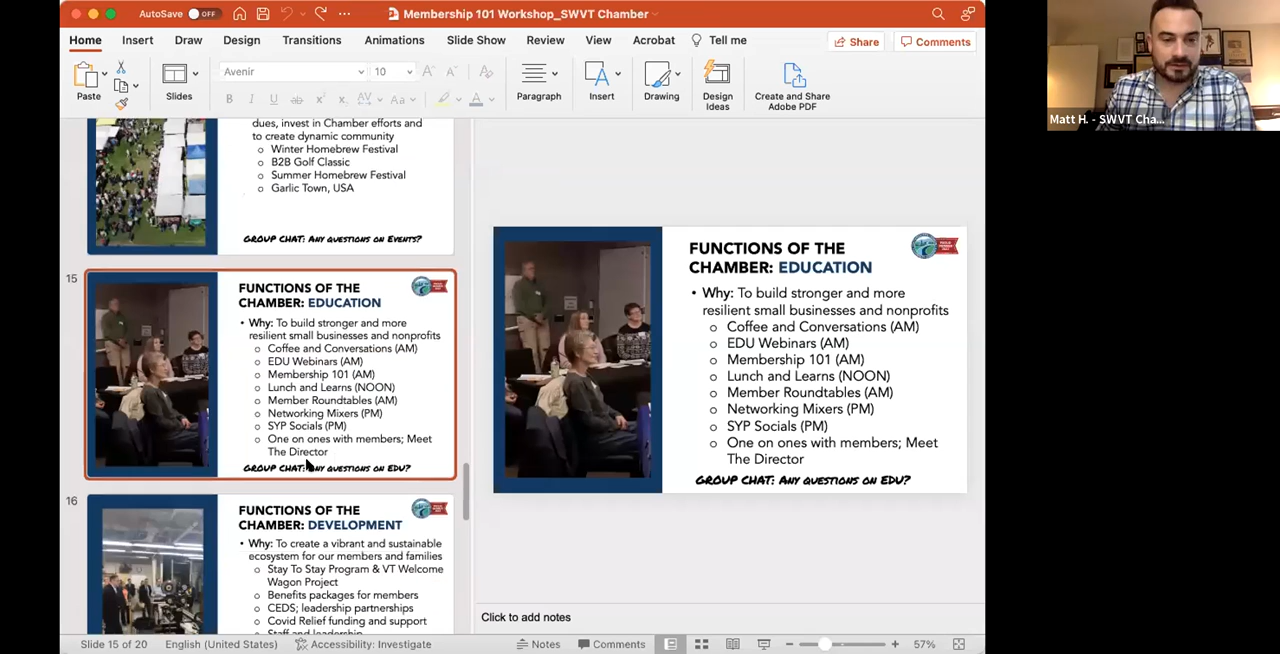 AutoSave OFF
Membership 101 Workshop_SWVT Chamber
Home Insert Draw Design Transitions Animations Slide Show Review View Acrobat Tell me Share Comments
Paste Slides Avenir 10 Paragraph Insert Drawing Design Ideas Create and Share Adobe PDF
dues, invest in Chamber efforts and
to create dynamic community
o Winter Homebrew Festival
o B2B Golf Classic
o Summer Homebrew Festival
o Garlic Town, USA
GROUP CHAT: ANY QUESTIONS ON EVENTS?
15
FUNCTIONS OF THE
CHAMBER: EDUCATION
• Why: To build stronger and more
resilient small businesses and nonprofits
o Coffee and Conversations (AM)
o EDU Webinars (AM)
o Membership 101 (AM)
o Lunch and Learns (NOON)
o Member Roundtables (AM)
o Networking Mixers (PM)
o SYP Socials (PM)
o One on ones with members; Meet
The Director
GROUP CHAT: ANY QUESTIONS ON EDU?
16
FUNCTIONS OF THE
CHAMBER: DEVELOPMENT
• Why: To create a vibrant and sustainable
ecosystem for our members and families
o Stay To Stay Program & VT Welcome
Wagon Project
o Benefits packages for members
o CEDS; leadership partnerships
o Covid Relief funding and support
o Staff and leadership
FUNCTIONS OF THE
CHAMBER: EDUCATION
• Why: To build stronger and more
resilient small businesses and nonprofits
o Coffee and Conversations (AM)
o EDU Webinars (AM)
o Membership 101 (AM)
o Lunch and Learns (NOON)
o Member Roundtables (AM)
o Networking Mixers (PM)
o SYP Socials (PM)
o One on ones with members; Meet
The Director
GROUP CHAT: ANY QUESTIONS ON EDU?
Click to add notes
Slide 15 of 20 English (United States) Accessibility: Investigate Notes Comments 57%
Matt H. - SWVT Cha...